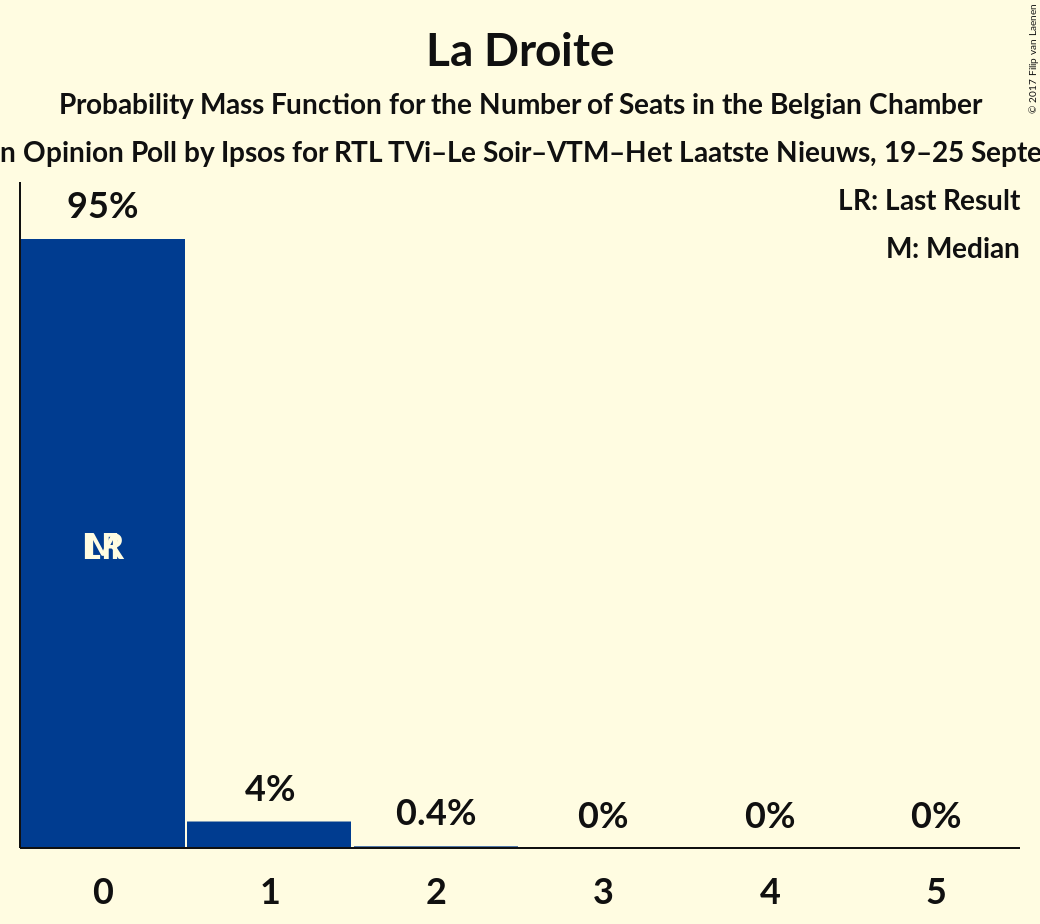 La Droite
Probability Mass Function for the Number of Seats in the Belgian Chamber
n Opinion Poll by Ipsos for RTL TVi–Le Soir–VTM–Het Laatste Nieuws, 19–25 Septe
© 2017 Filip van Laenen
LR: Last Result
M: Median
95%
LR
M
4%
0.4%
0%
0%
0%
0 1 2 3 4 5